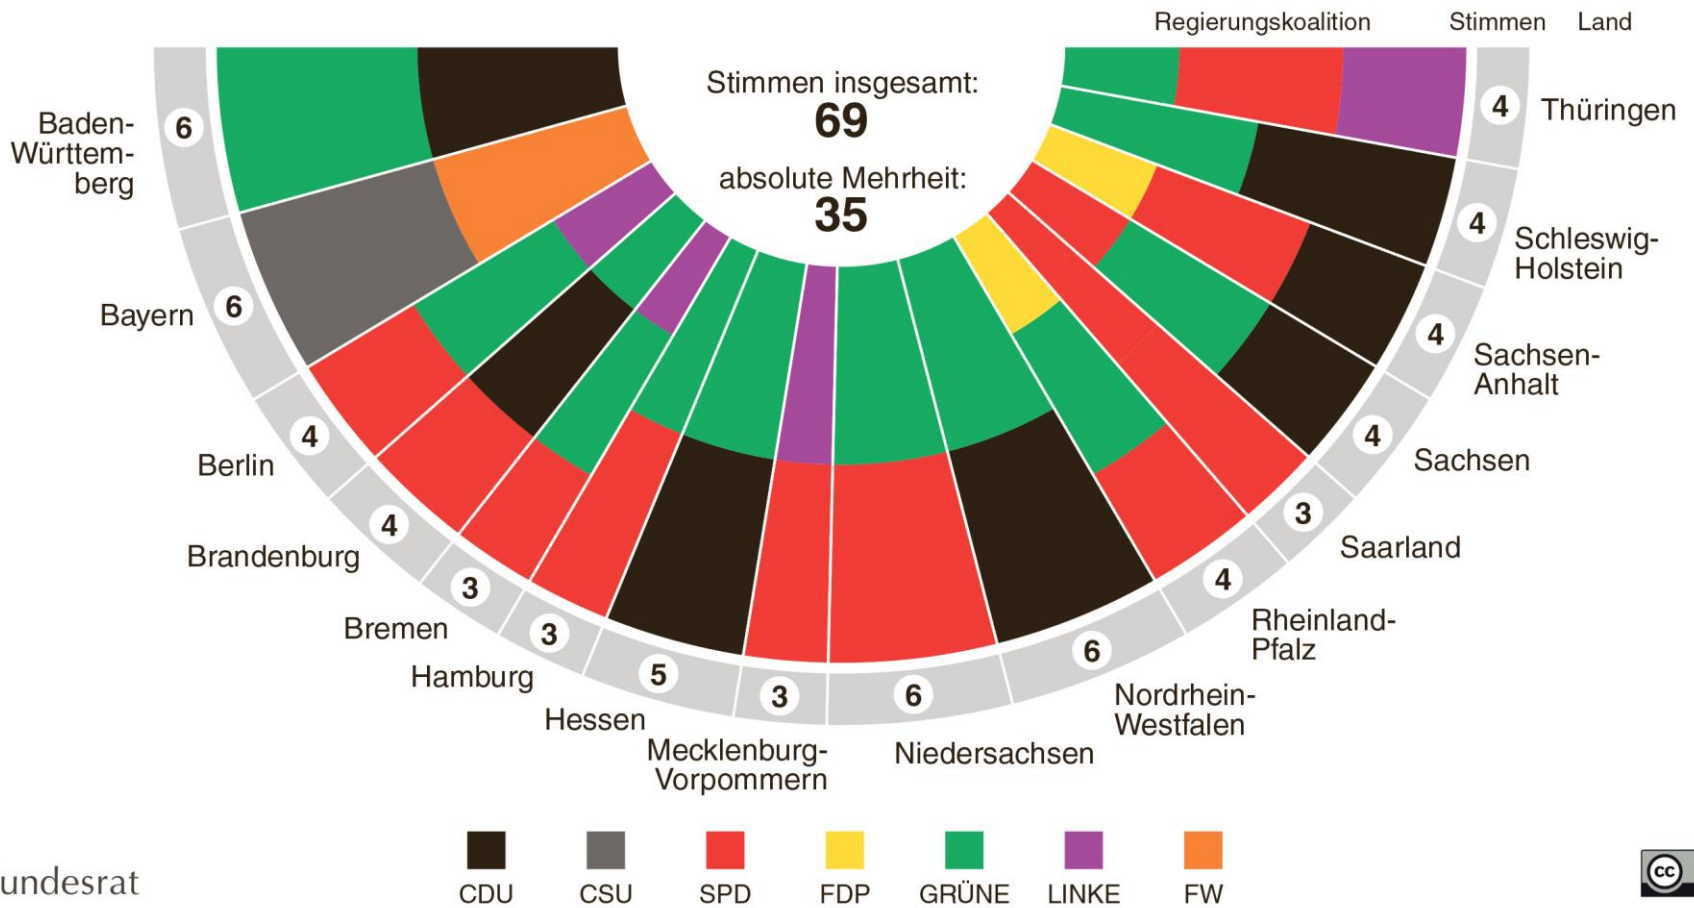 Regierungskoalition Stimmen Land
Stimmen insgesamt:
69
absolute Mehrheit:
35
6
Baden-
Württem-
berg
6
Bayern
4
Berlin
4
Brandenburg
3
Bremen
3
Hamburg
5
Hessen
3
Mecklenburg-
Vorpommern
6
Niedersachsen
6
Nordrhein-
Westfalen
4
Rheinland-
Pfalz
3
Saarland
4
Sachsen
4
Sachsen-
Anhalt
4
Schleswig-
Holstein
4
Thüringen
CDU CSU SPD FDP GRÜNE LINKE FW
undesrat
cc